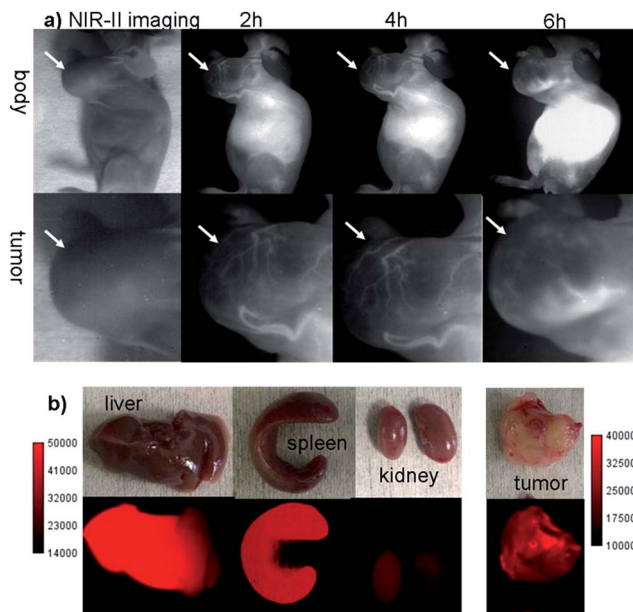 a) NIR-II imaging 2h 4h 6h
body
tumor
b)
liver
spleen
kidney
tumor
50000
41000
32000
23000
14000
40000
32500
25000
17500
10000